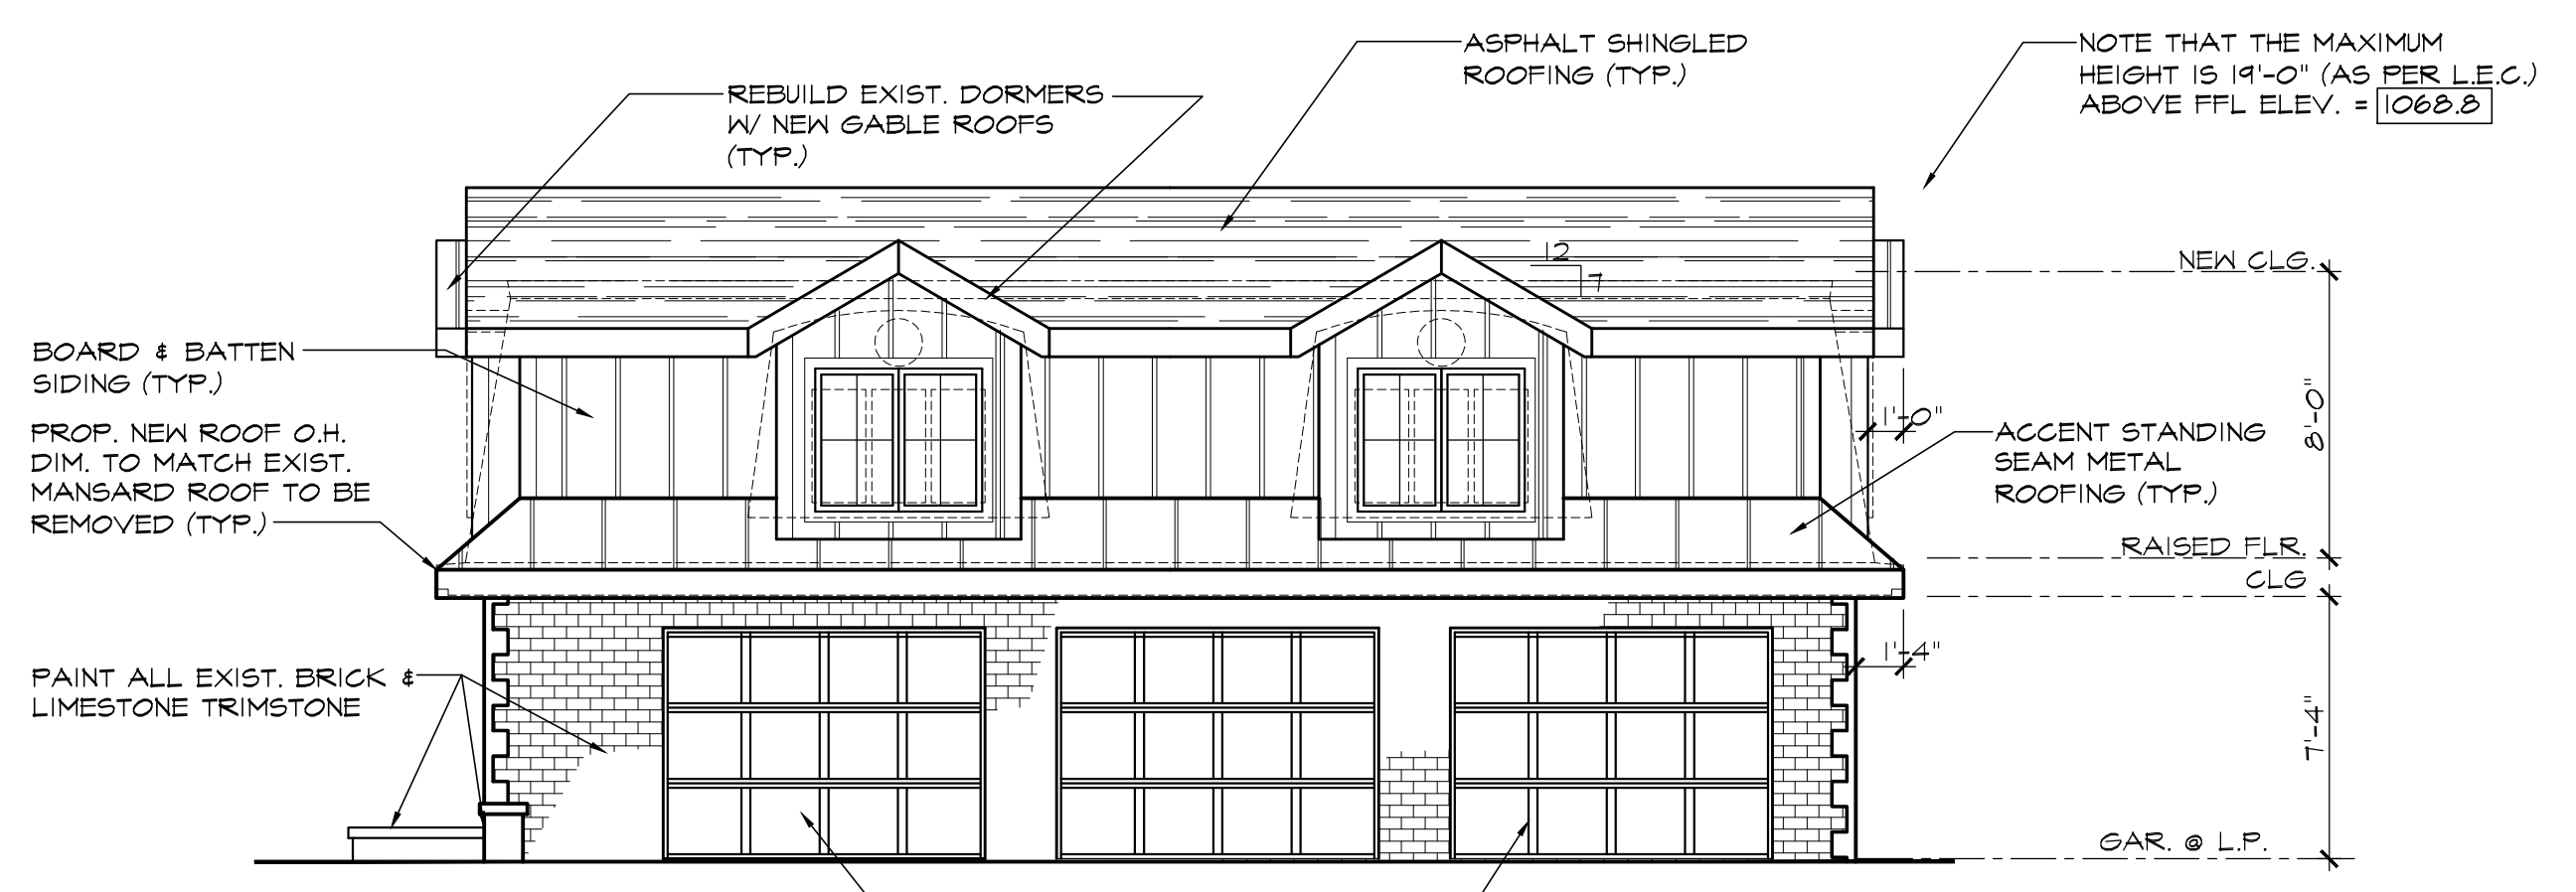 ASPHALT SHINGLED
ROOFING (TYP.)
NOTE THAT THE MAXIMUM
HEIGHT IS 19'-0" (AS PER L.E.C.)
ABOVE FFL ELEV. = 1068.8
REBUILD EXIST. DORMERS
W/ NEW GABLE ROOFS
(TYP.)
12
7
NEW CLG.
BOARD & BATTEN
SIDING (TYP.)
PROP. NEW ROOF O.H.
DIM. TO MATCH EXIST.
MANSARD ROOF TO BE
REMOVED (TYP.)
1'-0"
8'-0"
ACCENT STANDING
SEAM METAL
ROOFING (TYP.)
RAISED FLR.
CLG
PAINT ALL EXIST. BRICK &
LIMESTONE TRIMSTONE
1'-4"
7'-4"
GAR. @ L.P.